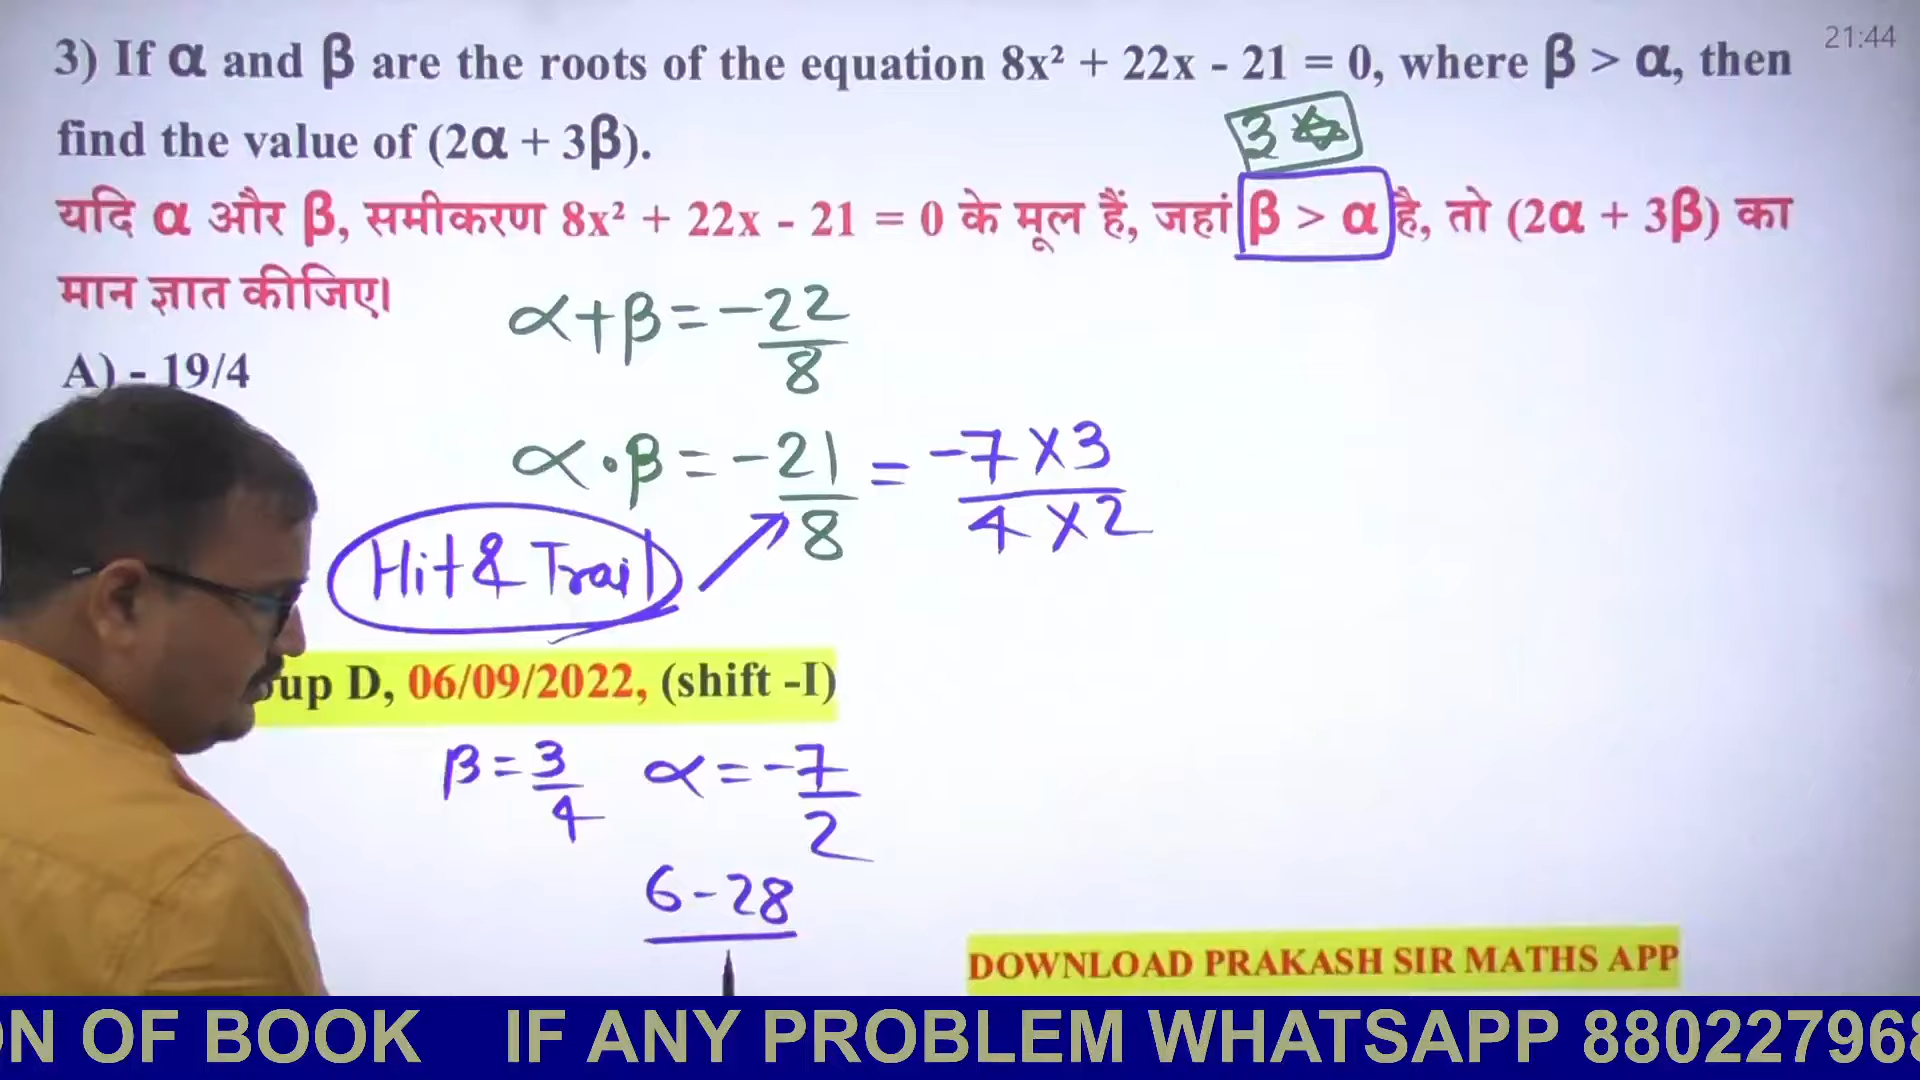 21:44
3) If α and β are the roots of the equation 8x² + 22x - 21 = 0, where β > α, then
find the value of (2α + 3β).
3
यदि α और β, समीकरण 8x² + 22x - 21 = 0 के मूल हैं, जहां β > α है, तो (2α + 3β) का
मान ज्ञात कीजिए।
α+β = -22/8
A) - 19/4
α·β = -21/8 = -7×3/4×2
Hit & Trail
up D, 06/09/2022, (shift -I)
β = 3/4 α = -7/2
6-28
DOWNLOAD PRAKASH SIR MATHS APP
ON OF BOOK IF ANY PROBLEM WHATSAPP 880227968